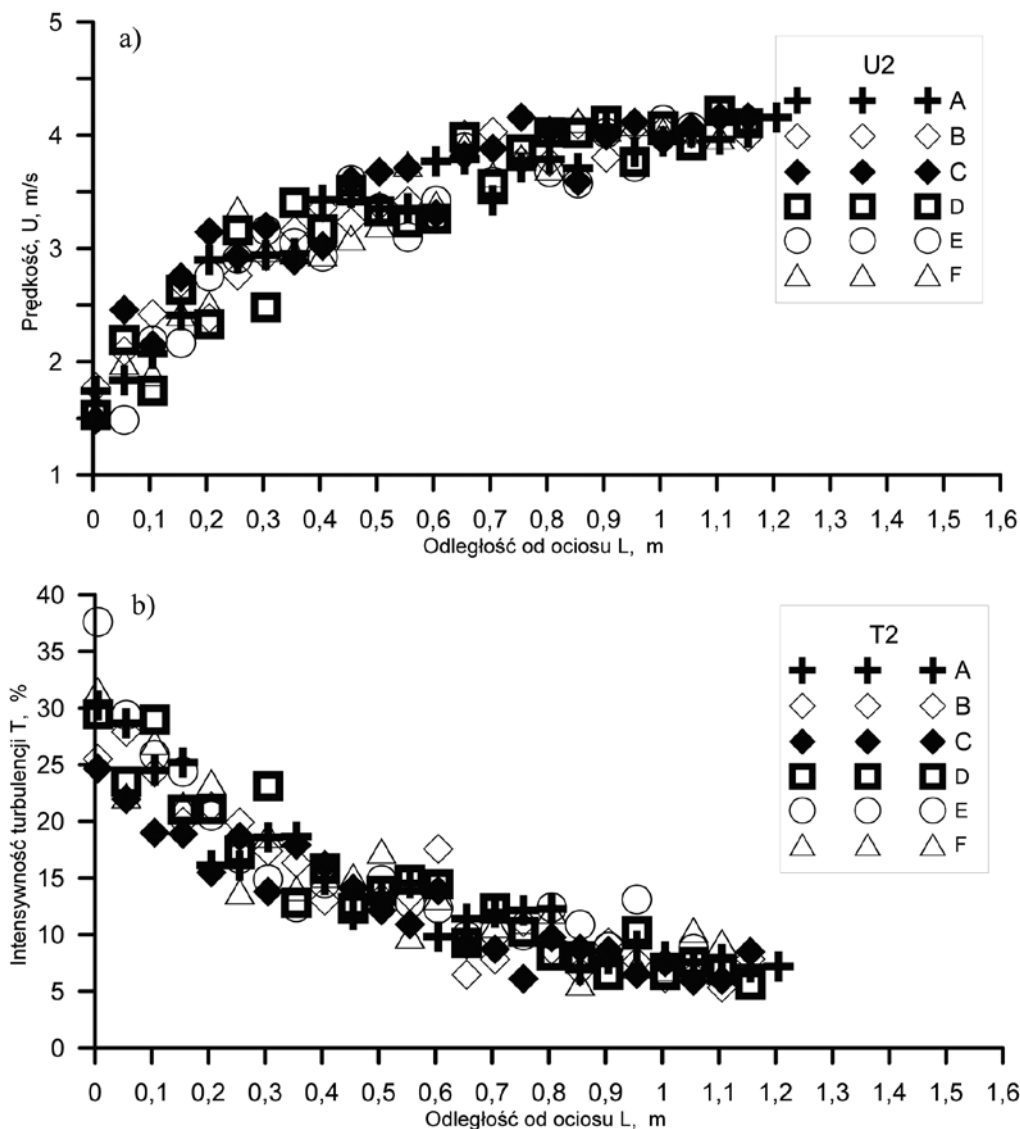 a)
5
4
3
2
1
Prędkość, U, m/s
U2
A
B
C
D
E
F
0 0,1 0,2 0,3 0,4 0,5 0,6 0,7 0,8 0,9 1 1,1 1,2 1,3 1,4 1,5 1,6
Odległość od ociosu L, m
b)
40
35
30
25
20
15
10
5
0
Intensywność turbulencji T, %
T2
A
B
C
D
E
F
0 0,1 0,2 0,3 0,4 0,5 0,6 0,7 0,8 0,9 1 1,1 1,2 1,3 1,4 1,5 1,6
Odległość od ociosu L, m